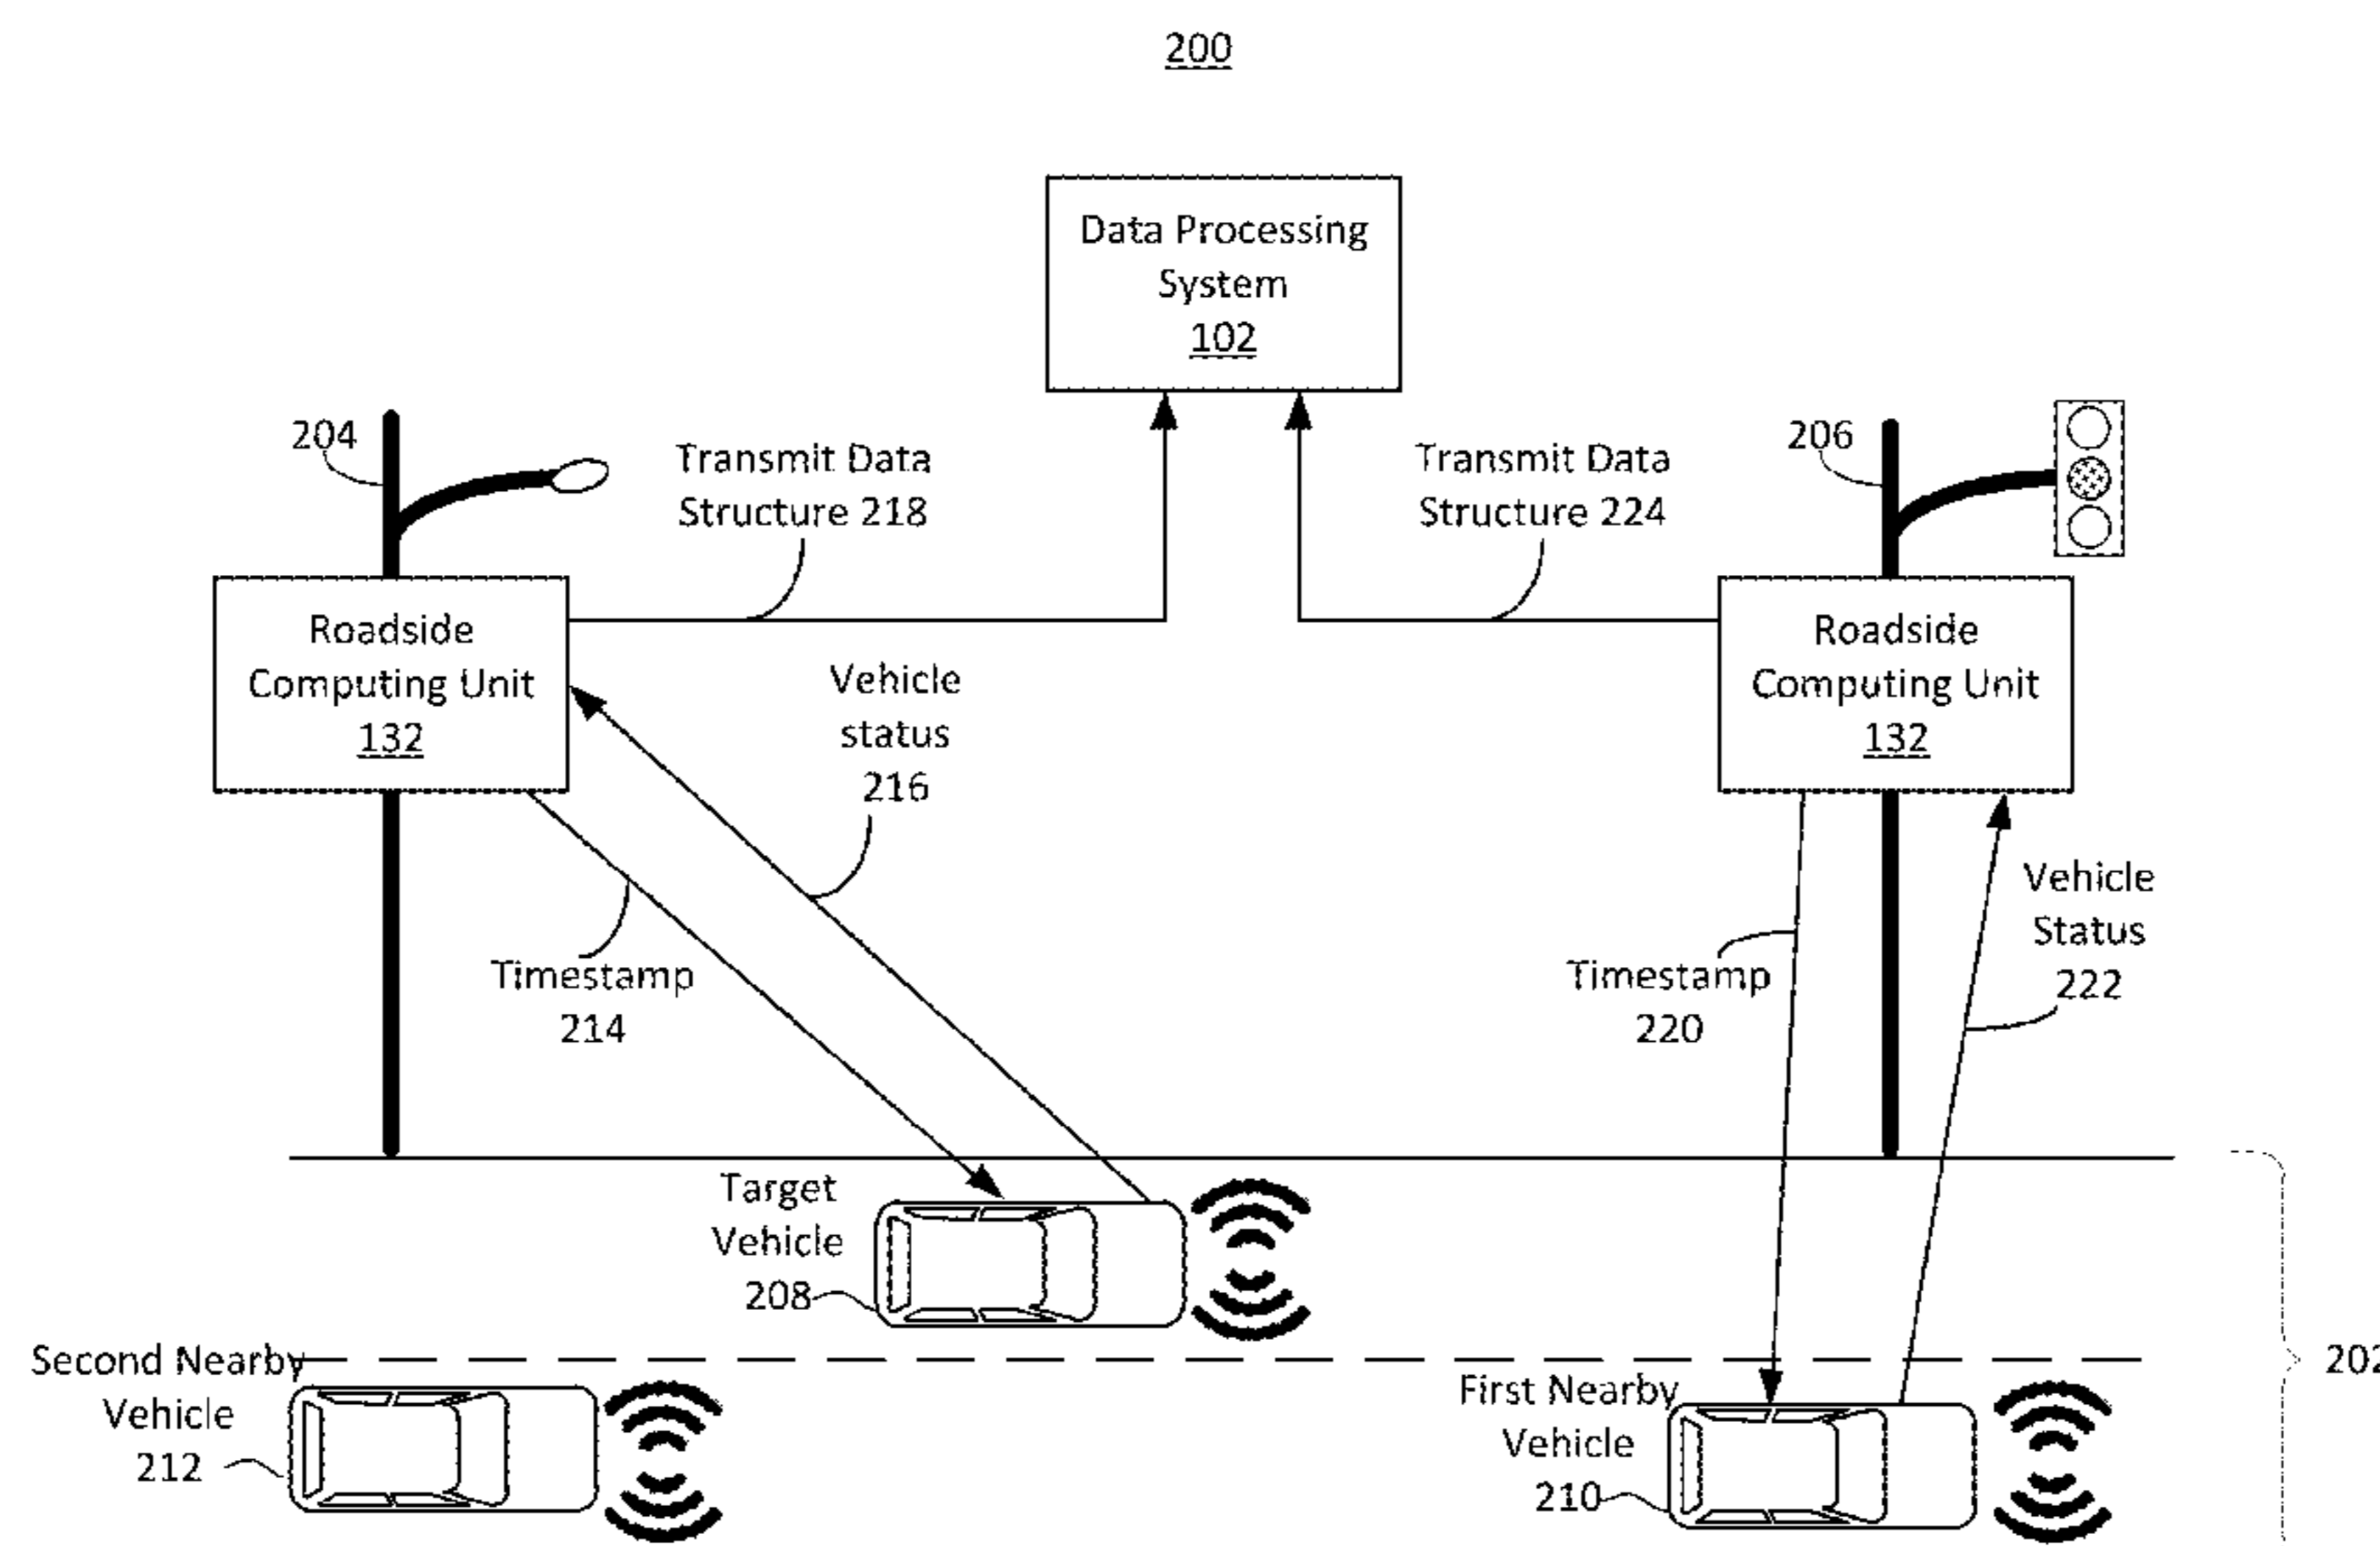 200
Data Processing
System
102
204
Transmit Data
Structure 218
Transmit Data
Structure 224
206
Roadside
Computing Unit
132
Vehicle
status
216
Roadside
Computing Unit
132
Timestamp
214
Timestamp
220
Vehicle
Status
222
Target
Vehicle
208
Second Nearby
Vehicle
212
First Nearby
Vehicle
210
202